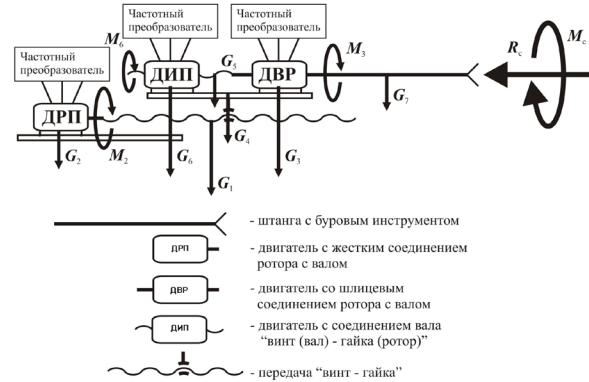 Частотный
преобразователь
Частотный
преобразователь
Частотный
преобразователь
M₆
ДИП
G₅
ДВР
M₃
Rс
Mс
ДРП
G₇
G₂
M₂
G₆
G₁
G₄
G₃
- штанга с буровым инструментом
ДРП
- двигатель с жестким соединением
ротора с валом
ДВР
- двигатель со шлицевым
соединением ротора с валом
ДИП
- двигатель с соединением вала
“винт (вал) - гайка (ротор)”
- передача “винт - гайка”